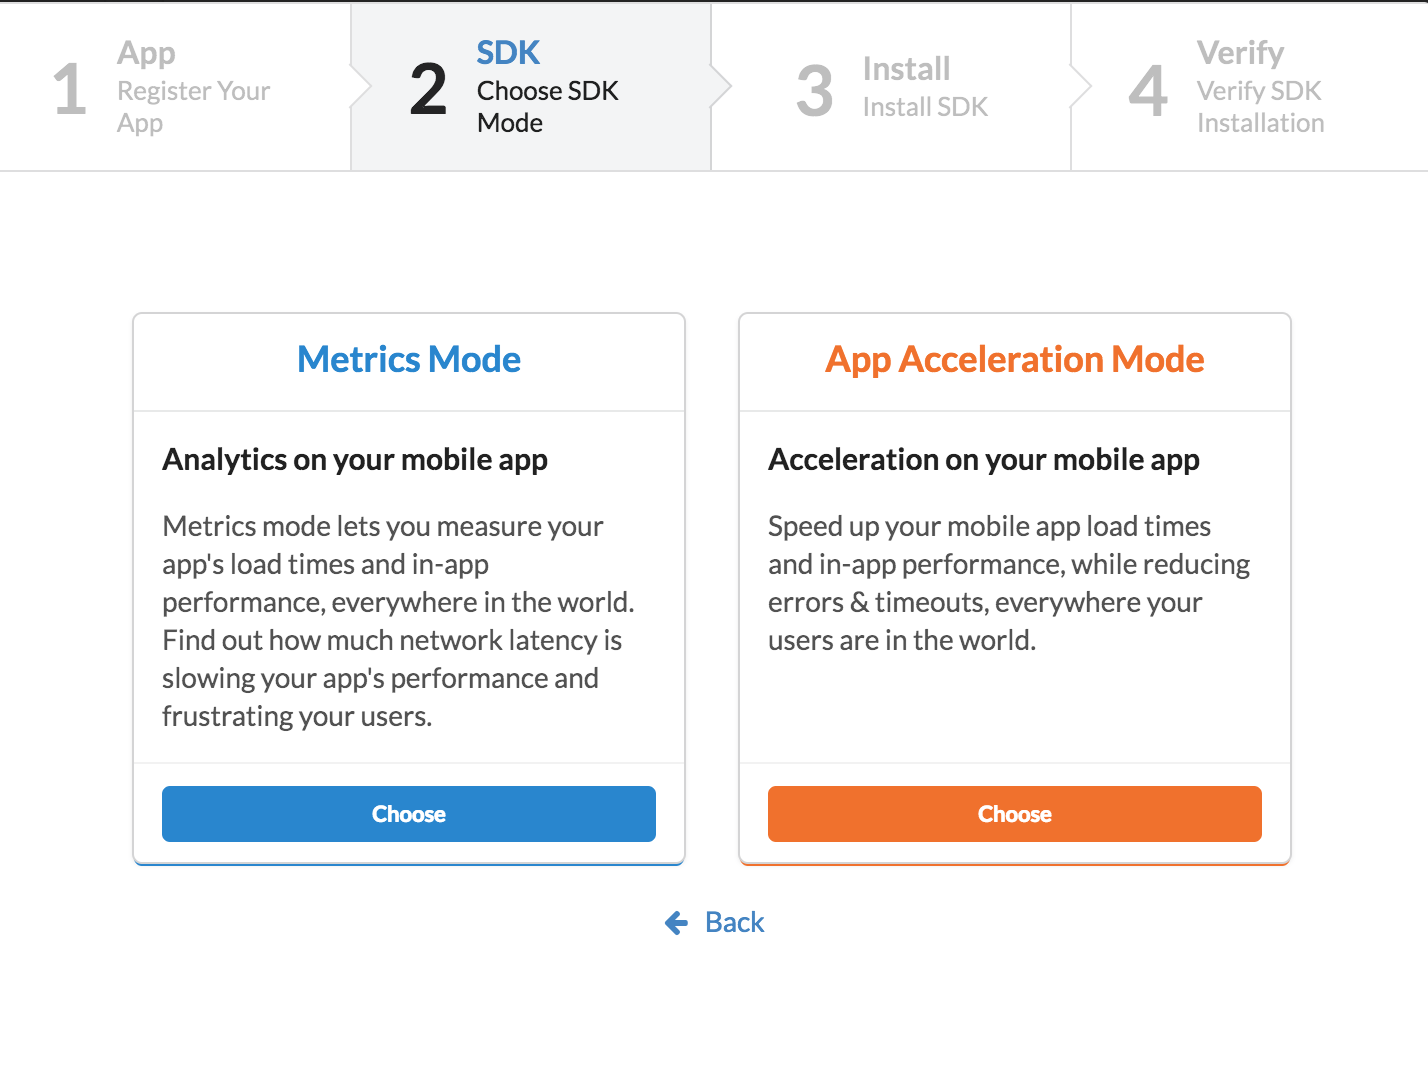 1
App
Register Your
App
2
SDK
Choose SDK
Mode
3
Install
Install SDK
4
Verify
Verify SDK
Installation
Metrics Mode
Analytics on your mobile app
Metrics mode lets you measure your
app's load times and in-app
performance, everywhere in the world.
Find out how much network latency is
slowing your app's performance and
frustrating your users.
Choose
App Acceleration Mode
Acceleration on your mobile app
Speed up your mobile app load times
and in-app performance, while reducing
errors & timeouts, everywhere your
users are in the world.
Choose
Back